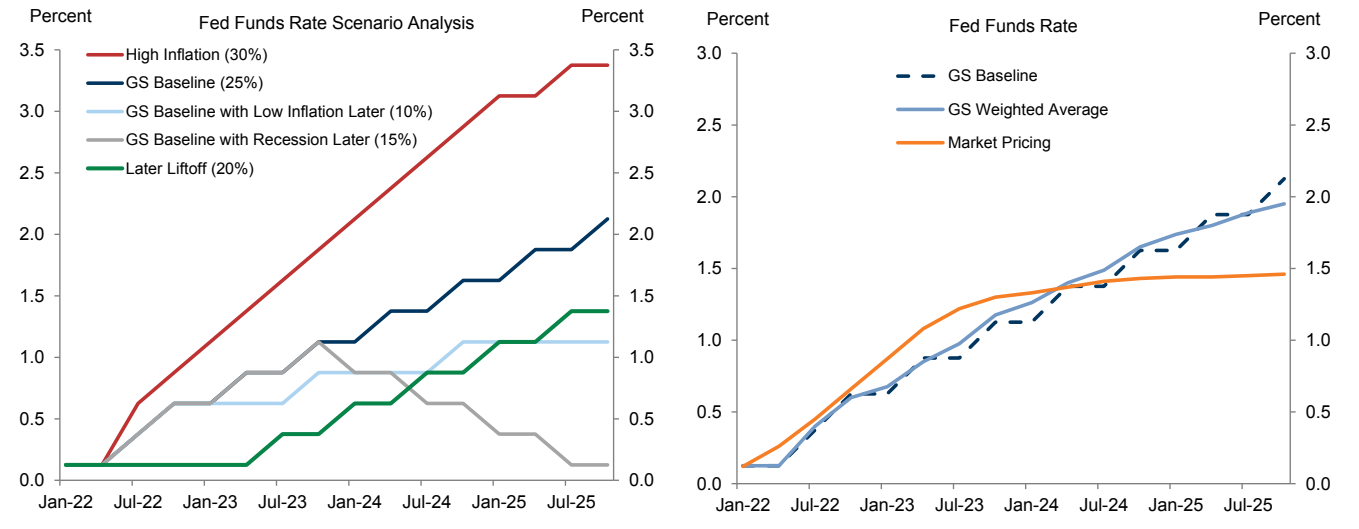 Percent
Fed Funds Rate Scenario Analysis
Percent
3.5
3.0
2.5
2.0
1.5
1.0
0.5
0.0
High Inflation (30%)
GS Baseline (25%)
GS Baseline with Low Inflation Later (10%)
GS Baseline with Recession Later (15%)
Later Liftoff (20%)
3.5
3.0
2.5
2.0
1.5
1.0
0.5
0.0
Jan-22 Jul-22 Jan-23 Jul-23 Jan-24 Jul-24 Jan-25 Jul-25
Percent
Fed Funds Rate
Percent
3.0
2.5
2.0
1.5
1.0
0.5
0.0
GS Baseline
GS Weighted Average
Market Pricing
3.0
2.5
2.0
1.5
1.0
0.5
0.0
Jan-22 Jul-22 Jan-23 Jul-23 Jan-24 Jul-24 Jan-25 Jul-25